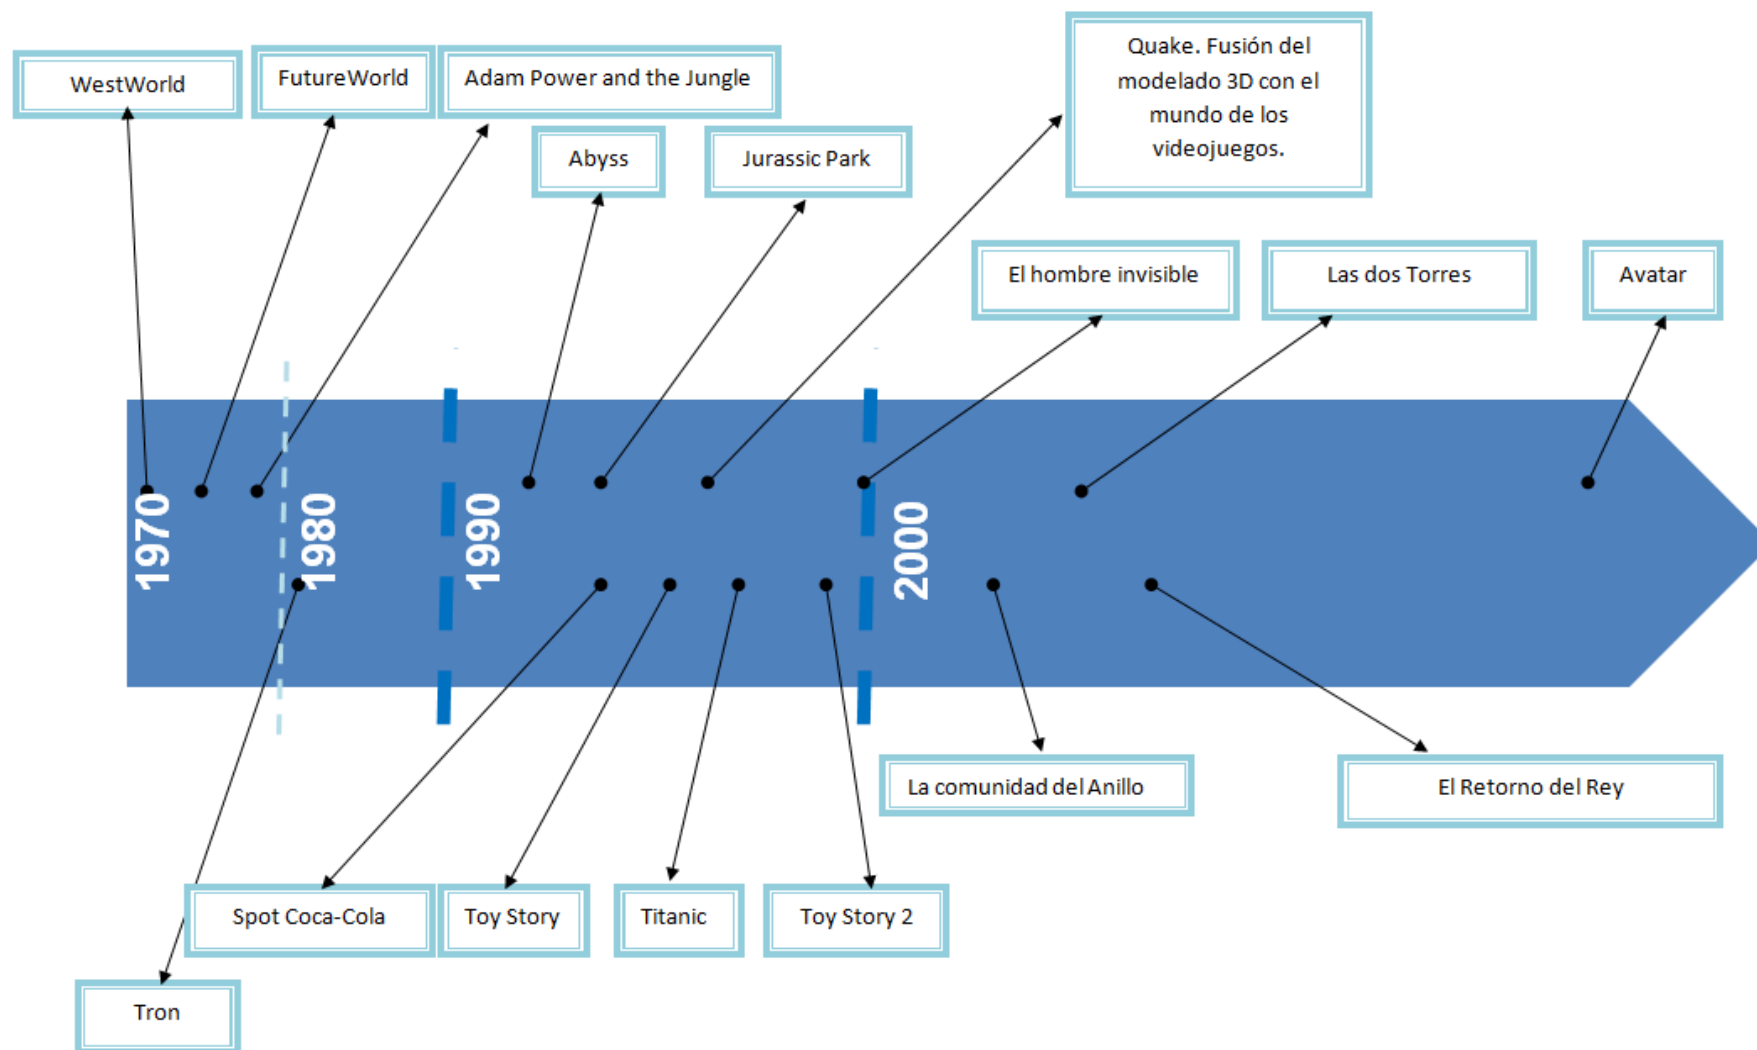 WestWorld
FutureWorld
Adam Power and the Jungle
Quake. Fusión del
modelado 3D con el
mundo de los
videojuegos.
Abyss
Jurassic Park
El hombre invisible
Las dos Torres
Avatar
1970
1980
1990
2000
La comunidad del Anillo
El Retorno del Rey
Spot Coca-Cola
Toy Story
Titanic
Toy Story 2
Tron